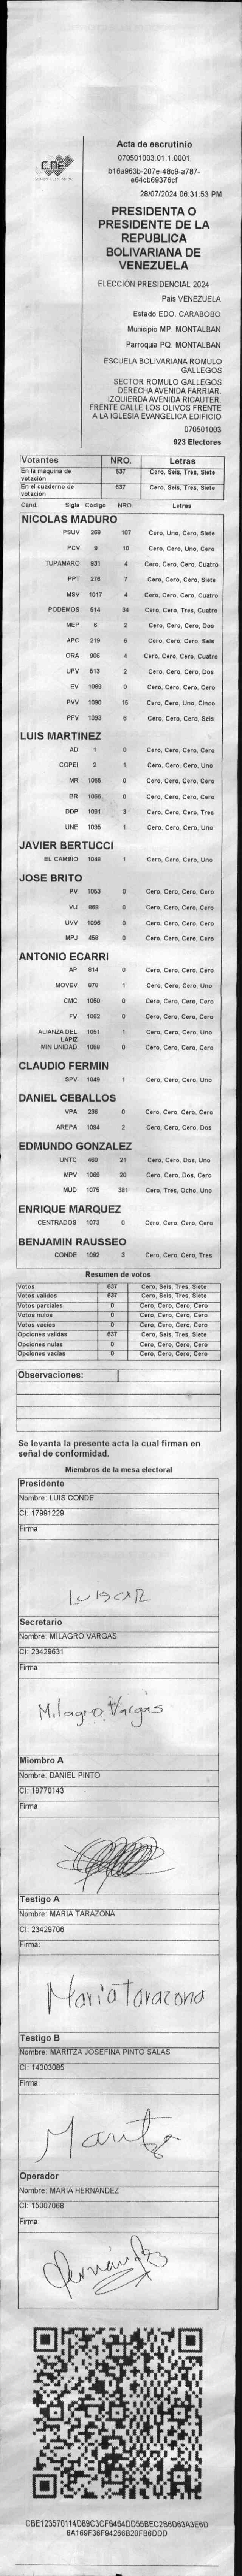 CNE
Acta de escrutinio
070501003.01.1.0001
b16a963b-207e-48c9-a787-
e64cb69376cf
28/07/2024 06:31:53 PM
PRESIDENTA O
PRESIDENTE DE LA
REPUBLICA
BOLIVARIANA DE
VENEZUELA
ELECCIÓN PRESIDENCIAL 2024
País VENEZUELA
Estado EDO. CARABOBO
Municipio MP. MONTALBAN
Parroquia PQ. MONTALBAN
ESCUELA BOLIVARIANA ROMULO
GALLEGOS
SECTOR ROMULO GALLEGOS
DERECHA AVENIDA FARRIAR.
IZQUIERDA AVENIDA RICAUTER.
FRENTE CALLE LOS OLIVOS FRENTE
A LA IGLESIA EVANGELICA EDIFICIO
070501003
923 Electores
Votantes NRO. Letras
En la máquina de votación 637 Cero, Seis, Tres, Siete
En el cuaderno de votación 637 Cero, Seis, Tres, Siete
Cand. Sigla Código NRO. Letras
NICOLAS MADURO
PSUV 269 107 Cero, Uno, Cero, Siete
PCV 9 10 Cero, Cero, Uno, Cero
TUPAMARO 931 4 Cero, Cero, Cero, Cuatro
PPT 276 7 Cero, Cero, Cero, Siete
MSV 1017 4 Cero, Cero, Cero, Cuatro
PODEMOS 514 34 Cero, Cero, Tres, Cuatro
MEP 6 2 Cero, Cero, Cero, Dos
APC 219 6 Cero, Cero, Cero, Seis
ORA 906 4 Cero, Cero, Cero, Cuatro
UPV 513 2 Cero, Cero, Cero, Dos
EV 1089 0 Cero, Cero, Cero, Cero
PVV 1090 15 Cero, Cero, Uno, Cinco
PFV 1093 6 Cero, Cero, Cero, Seis
LUIS MARTINEZ
AD 1 0 Cero, Cero, Cero, Cero
COPEI 2 1 Cero, Cero, Cero, Uno
MR 1065 0 Cero, Cero, Cero, Cero
BR 1066 0 Cero, Cero, Cero, Cero
DDP 1091 3 Cero, Cero, Cero, Tres
UNE 1095 1 Cero, Cero, Cero, Uno
JAVIER BERTUCCI
EL CAMBIO 1048 1 Cero, Cero, Cero, Uno
JOSE BRITO
PV 1053 0 Cero, Cero, Cero, Cero
VU 0 Cero, Cero, Cero, Cero
UVV 1096 0 Cero, Cero, Cero, Cero
MPJ 458 0 Cero, Cero, Cero, Cero
ANTONIO ECARRI
AP 614 0 Cero, Cero, Cero, Cero
MOVEV 879 1 Cero, Cero, Cero, Uno
CMC 1050 0 Cero, Cero, Cero, Cero
FV 1062 0 Cero, Cero, Cero, Cero
ALIANZA DEL LAPIZ 1051 1 Cero, Cero, Cero, Uno
MIN UNIDAD 1068 0 Cero, Cero, Cero, Cero
CLAUDIO FERMIN
SPV 1049 1 Cero, Cero, Cero, Uno
DANIEL CEBALLOS
VPA 236 0 Cero, Cero, Cero, Cero
AREPA 1094 2 Cero, Cero, Cero, Dos
EDMUNDO GONZALEZ
UNTC 460 21 Cero, Cero, Dos, Uno
MPV 1069 20 Cero, Cero, Dos, Cero
MUD 1075 381 Cero, Tres, Ocho, Uno
ENRIQUE MARQUEZ
CENTRADOS 1073 0 Cero, Cero, Cero, Cero
BENJAMIN RAUSSEO
CONDE 1092 3 Cero, Cero, Cero, Tres
Resumen de votos
Votos 637 Cero, Seis, Tres, Siete
Votos validos 637 Cero, Seis, Tres, Siete
Votos parciales 0 Cero, Cero, Cero, Cero
Votos nulos 0 Cero, Cero, Cero, Cero
Votos vacios 0 Cero, Cero, Cero, Cero
Opciones validas 637 Cero, Seis, Tres, Siete
Opciones nulas 0 Cero, Cero, Cero, Cero
Opciones vacias 0 Cero, Cero, Cero, Cero
Observaciones:
Se levanta la presente acta la cual firman en
señal de conformidad.
Miembros de la mesa electoral
Presidente
Nombre: LUIS CONDE
CI: 17991229
Firma:
Secretario
Nombre: MILAGRO VARGAS
CI: 23429631
Firma:
Milagro Vargas
Miembro A
Nombre: DANIEL PINTO
CI: 19770143
Firma:
Testigo A
Nombre: MARIA TARAZONA
CI: 23429706
Firma:
Maria Tarazona
Testigo B
Nombre: MARITZA JOSEFINA PINTO SALAS
CI: 14303085
Firma:
Operador
Nombre: MARIA HERNANDEZ
CI: 15007068
Firma:
CBE123570114D89C3CF8464DD55BEC2B6D63A3E6D
8A169F36F94266B20FB6DDD